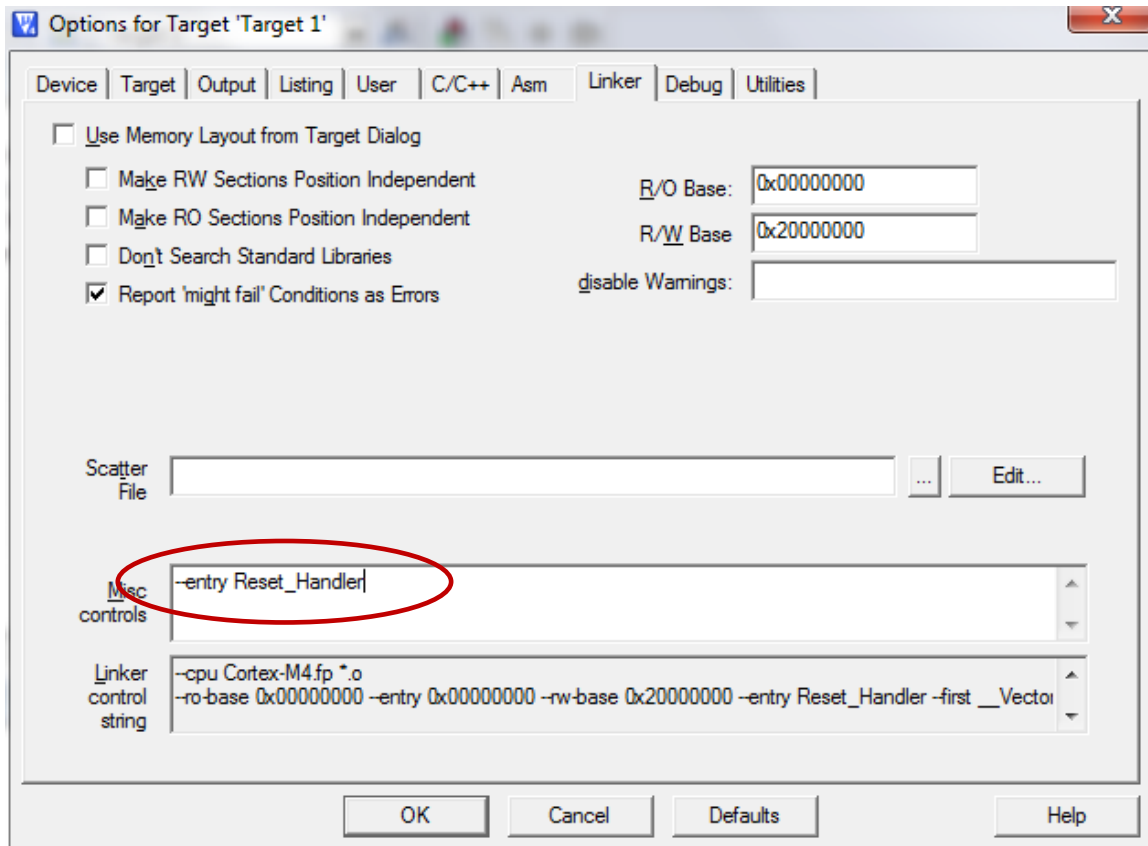 Options for Target 'Target 1'
Device Target Output Listing User C/C++ Asm Linker Debug Utilities
Use Memory Layout from Target Dialog
Make RW Sections Position Independent
Make RO Sections Position Independent
Don't Search Standard Libraries
Report 'might fail' Conditions as Errors
R/O Base: 0x00000000
R/W Base 0x20000000
disable Warnings:
Scatter
File
...
Edit...
Misc
controls
--entry Reset_Handler
Linker
control
string
--cpu Cortex-M4.fp *.o
--ro-base 0x00000000 --entry 0x00000000 --rw-base 0x20000000 --entry Reset_Handler --first __Vector
OK Cancel Defaults Help